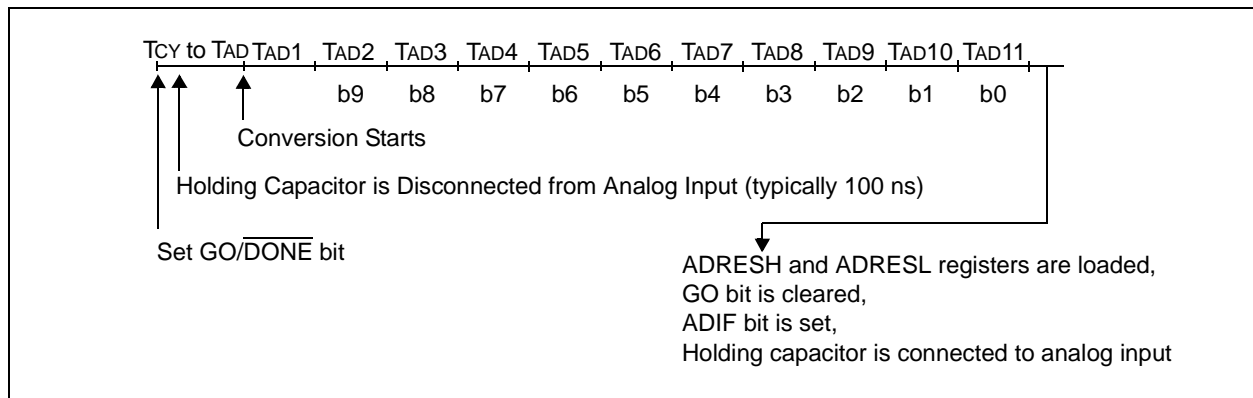 TCY to TAD TAD1 TAD2 TAD3 TAD4 TAD5 TAD6 TAD7 TAD8 TAD9 TAD10 TAD11
b9 b8 b7 b6 b5 b4 b3 b2 b1 b0
Conversion Starts
Holding Capacitor is Disconnected from Analog Input (typically 100 ns)
Set GO/DONE bit
ADRESH and ADRESL registers are loaded,
GO bit is cleared,
ADIF bit is set,
Holding capacitor is connected to analog input